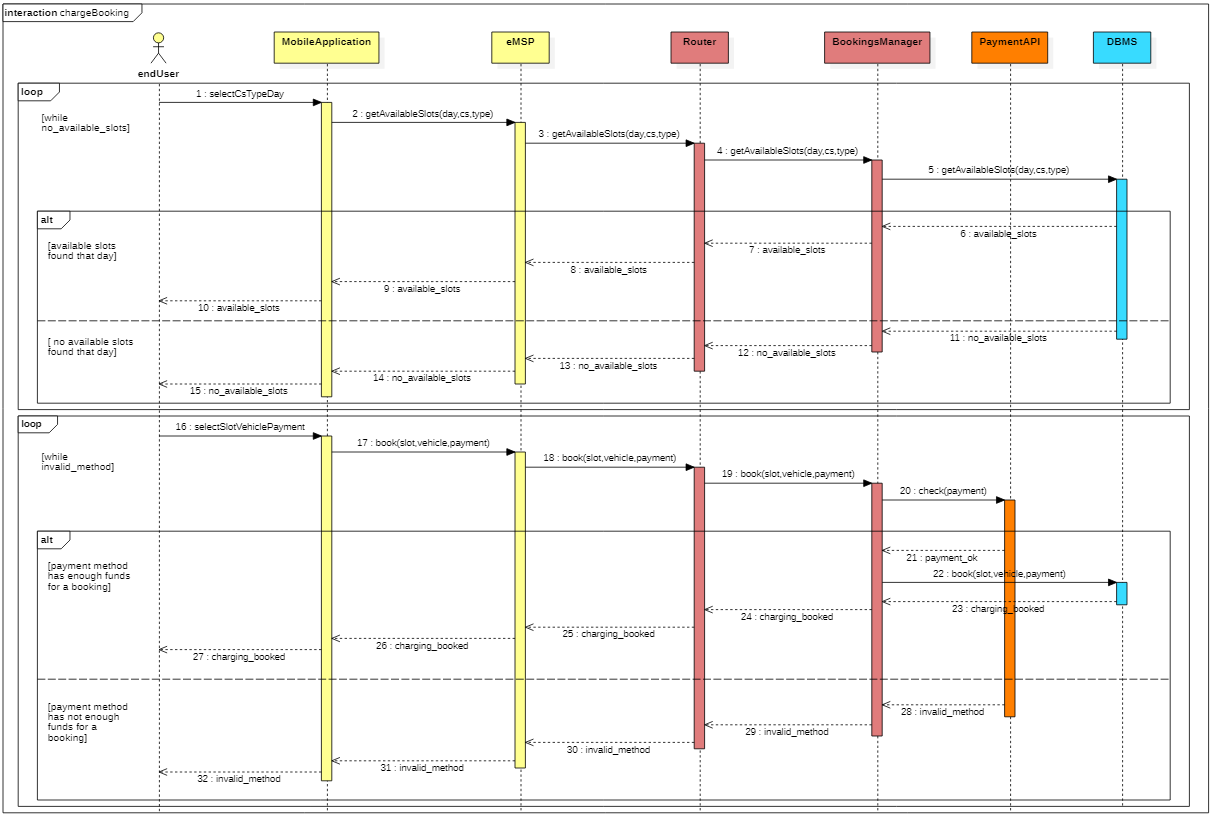 interaction chargeBooking
endUser
MobileApplication
eMSP
Router
BookingsManager
PaymentAPI
DBMS
loop
[while
no_available_slots]
1 : selectCsTypeDay
2 : getAvailableSlots(day,cs,type)
3 : getAvailableSlots(day,cs,type)
4 : getAvailableSlots(day,cs,type)
5 : getAvailableSlots(day,cs,type)
alt
[available slots
found that day]
6 : available_slots
7 : available_slots
8 : available_slots
9 : available_slots
10 : available_slots
[ no available slots
found that day]
11 : no_available_slots
12 : no_available_slots
13 : no_available_slots
14 : no_available_slots
15 : no_available_slots
loop
[while
invalid_method]
16 : selectSlotVehiclePayment
17 : book(slot,vehicle,payment)
18 : book(slot,vehicle,payment)
19 : book(slot,vehicle,payment)
20 : check(payment)
alt
[payment method
has enough funds
for a booking]
21 : payment_ok
22 : book(slot,vehicle,payment)
23 : charging_booked
24 : charging_booked
25 : charging_booked
26 : charging_booked
27 : charging_booked
[payment method
has not enough
funds for a
booking]
28 : invalid_method
29 : invalid_method
30 : invalid_method
31 : invalid_method
32 : invalid_method